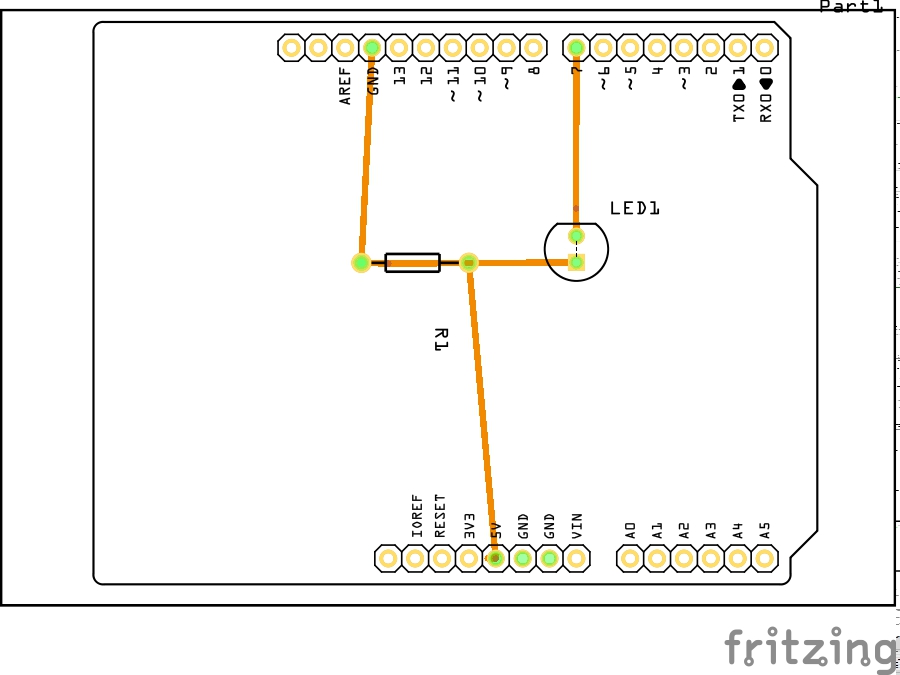 Part1
AREF
GND
13
12
~11
~10
~9
8
7
~6
~5
4
~3
2
TX0▶1
RX0◀0
LED1
R1
IOREF
RESET
3V3
5V
GND
GND
VIN
A0
A1
A2
A3
A4
A5
fritzing